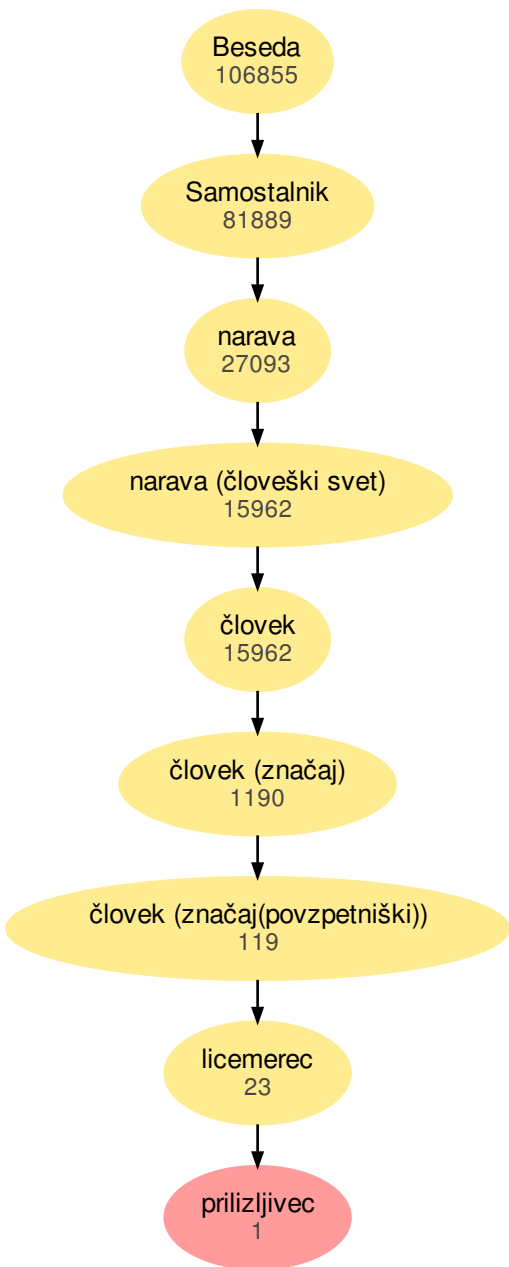 Beseda
106855
Samostalnik
81889
narava
27093
narava (človeški svet)
15962
človek
15962
človek (značaj)
1190
človek (značaj(povzpetniški))
119
licemerec
23
prilizljivec
1